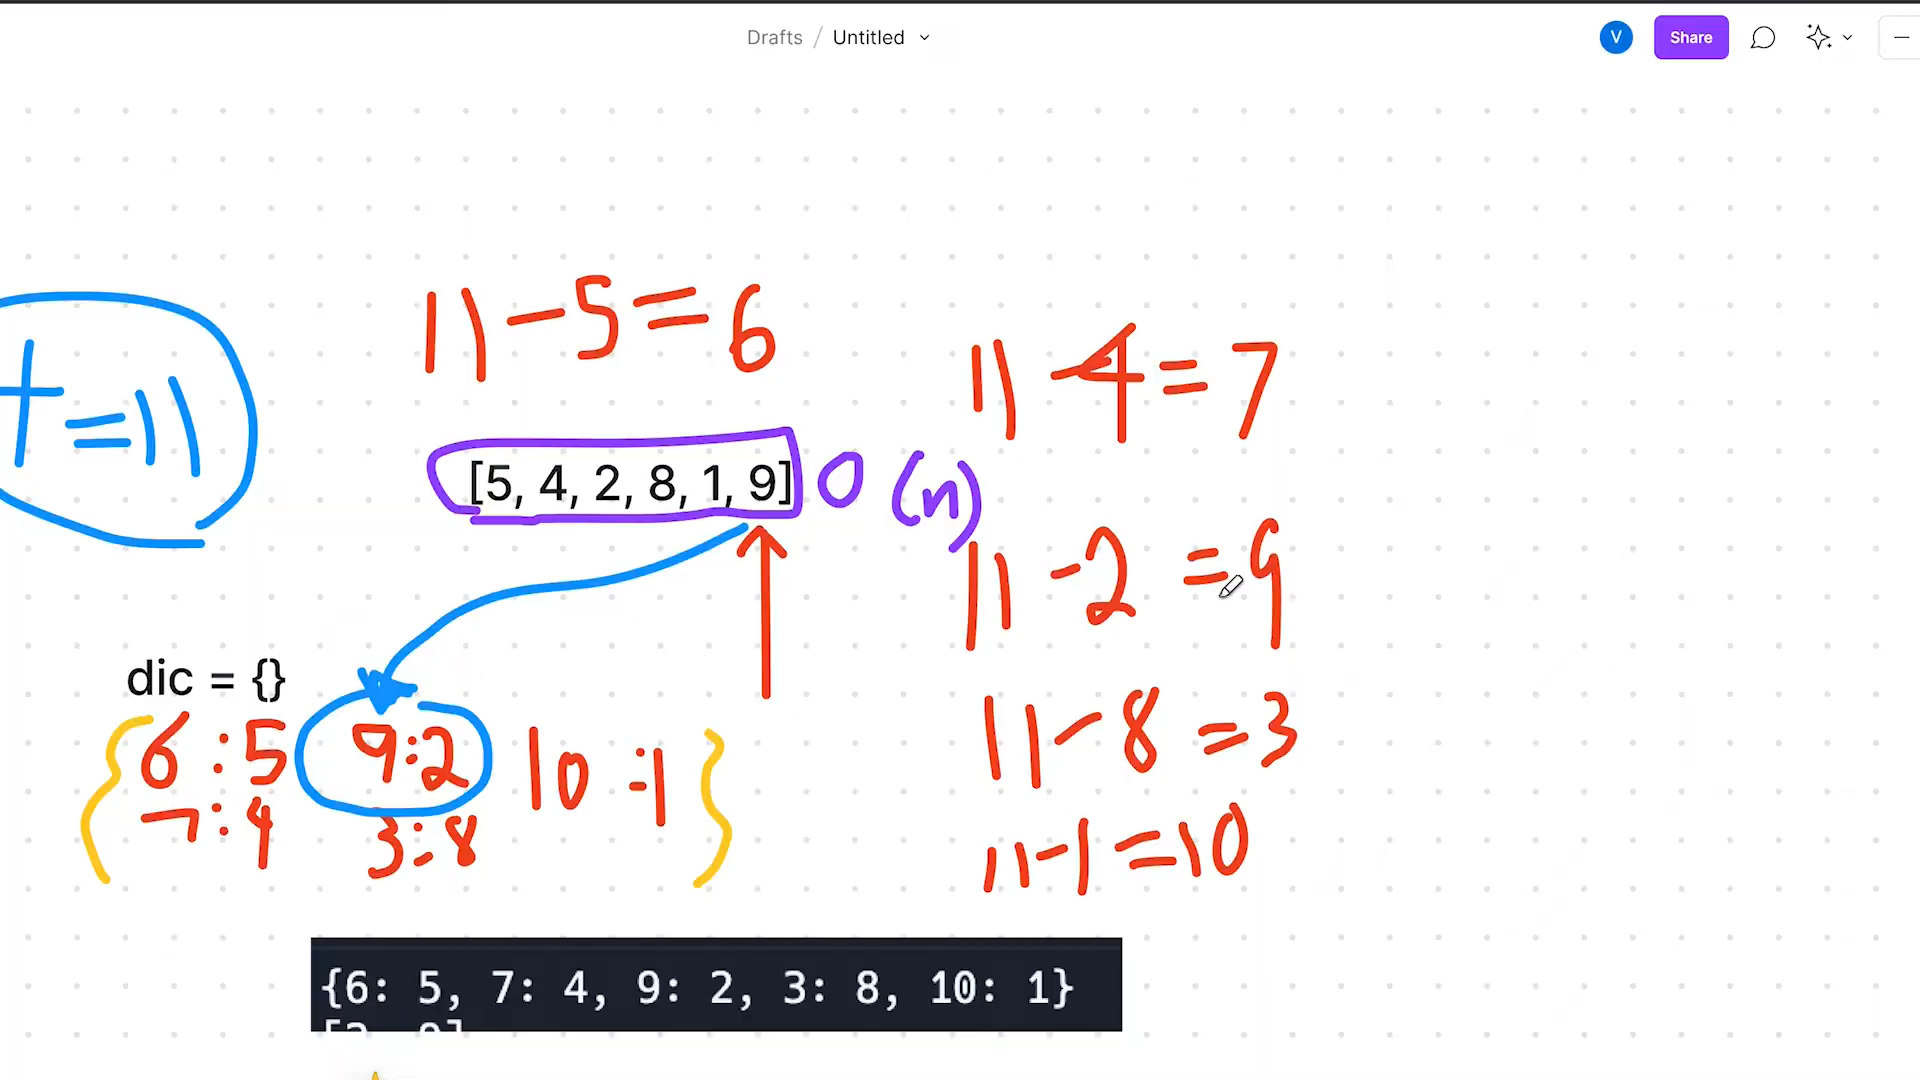 Drafts / Untitled
V
Share
t=11
11-5=6
11-4=7
[5, 4, 2, 8, 1, 9] O(n)
11-2=9
dic = {}
{6:5 9:2 10:1}
7:4 3:8
11-8=3
11-1=10
{6: 5, 7: 4, 9: 2, 3: 8, 10: 1}